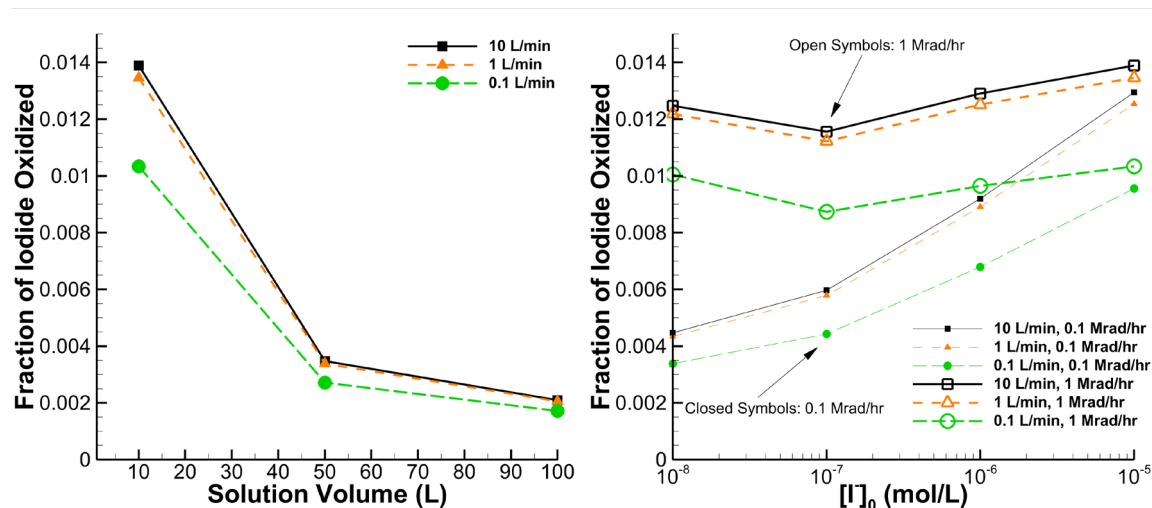 Fraction of Iodide Oxidized
0.014
0.012
0.01
0.008
0.006
0.004
0.002
0
10 L/min
1 L/min
0.1 L/min
10 20 30 40 50 60 70 80 90 100
Solution Volume (L)
Fraction of Iodide Oxidized
0.014
0.012
0.01
0.008
0.006
0.004
0.002
0
Open Symbols: 1 Mrad/hr
Closed Symbols: 0.1 Mrad/hr
10 L/min, 0.1 Mrad/hr
1 L/min, 0.1 Mrad/hr
0.1 L/min, 0.1 Mrad/hr
10 L/min, 1 Mrad/hr
1 L/min, 1 Mrad/hr
0.1 L/min, 1 Mrad/hr
10⁻⁸ 10⁻⁷ 10⁻⁶ 10⁻⁵
[I⁻]₀ (mol/L)